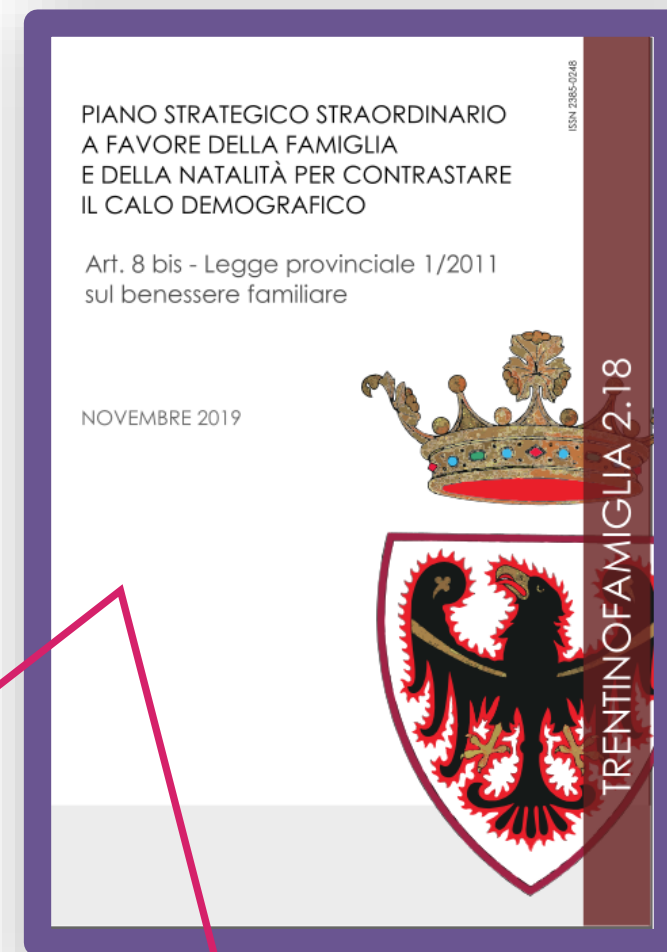 ISSN 2385-0248
PIANO STRATEGICO STRAORDINARIO
A FAVORE DELLA FAMIGLIA
E DELLA NATALITÀ PER CONTRASTARE
IL CALO DEMOGRAFICO
Art. 8 bis - Legge provinciale 1/2011
sul benessere familiare
NOVEMBRE 2019
TRENTINOFAMIGLIA 2.18